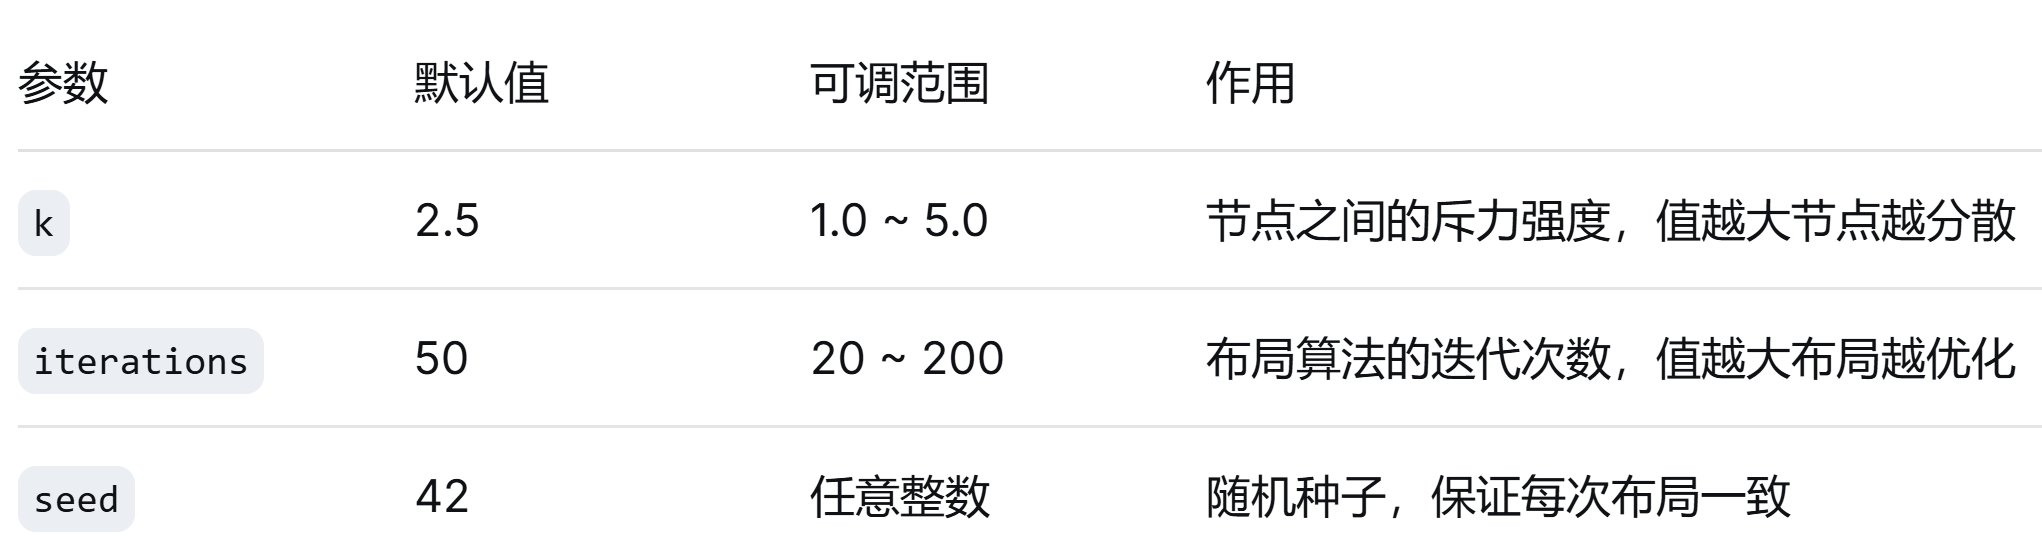 参数 默认值 可调范围 作用
k 2.5 1.0 ~ 5.0 节点之间的斥力强度，值越大节点越分散
iterations 50 20 ~ 200 布局算法的迭代次数，值越大布局越优化
seed 42 任意整数 随机种子，保证每次布局一致